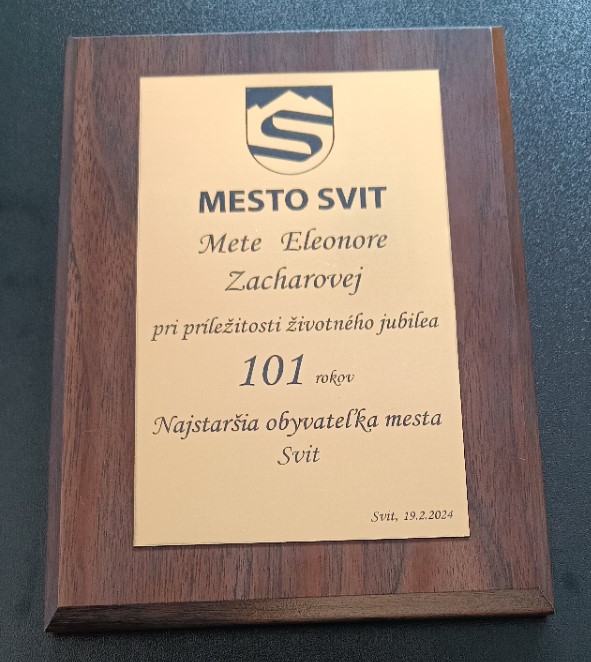 MESTO SVIT
Mete Eleonore
Zacharovej
pri príležitosti životného jubilea
101 rokov
Najstaršia obyvateľka mesta
Svit
Svit, 19.2.2024